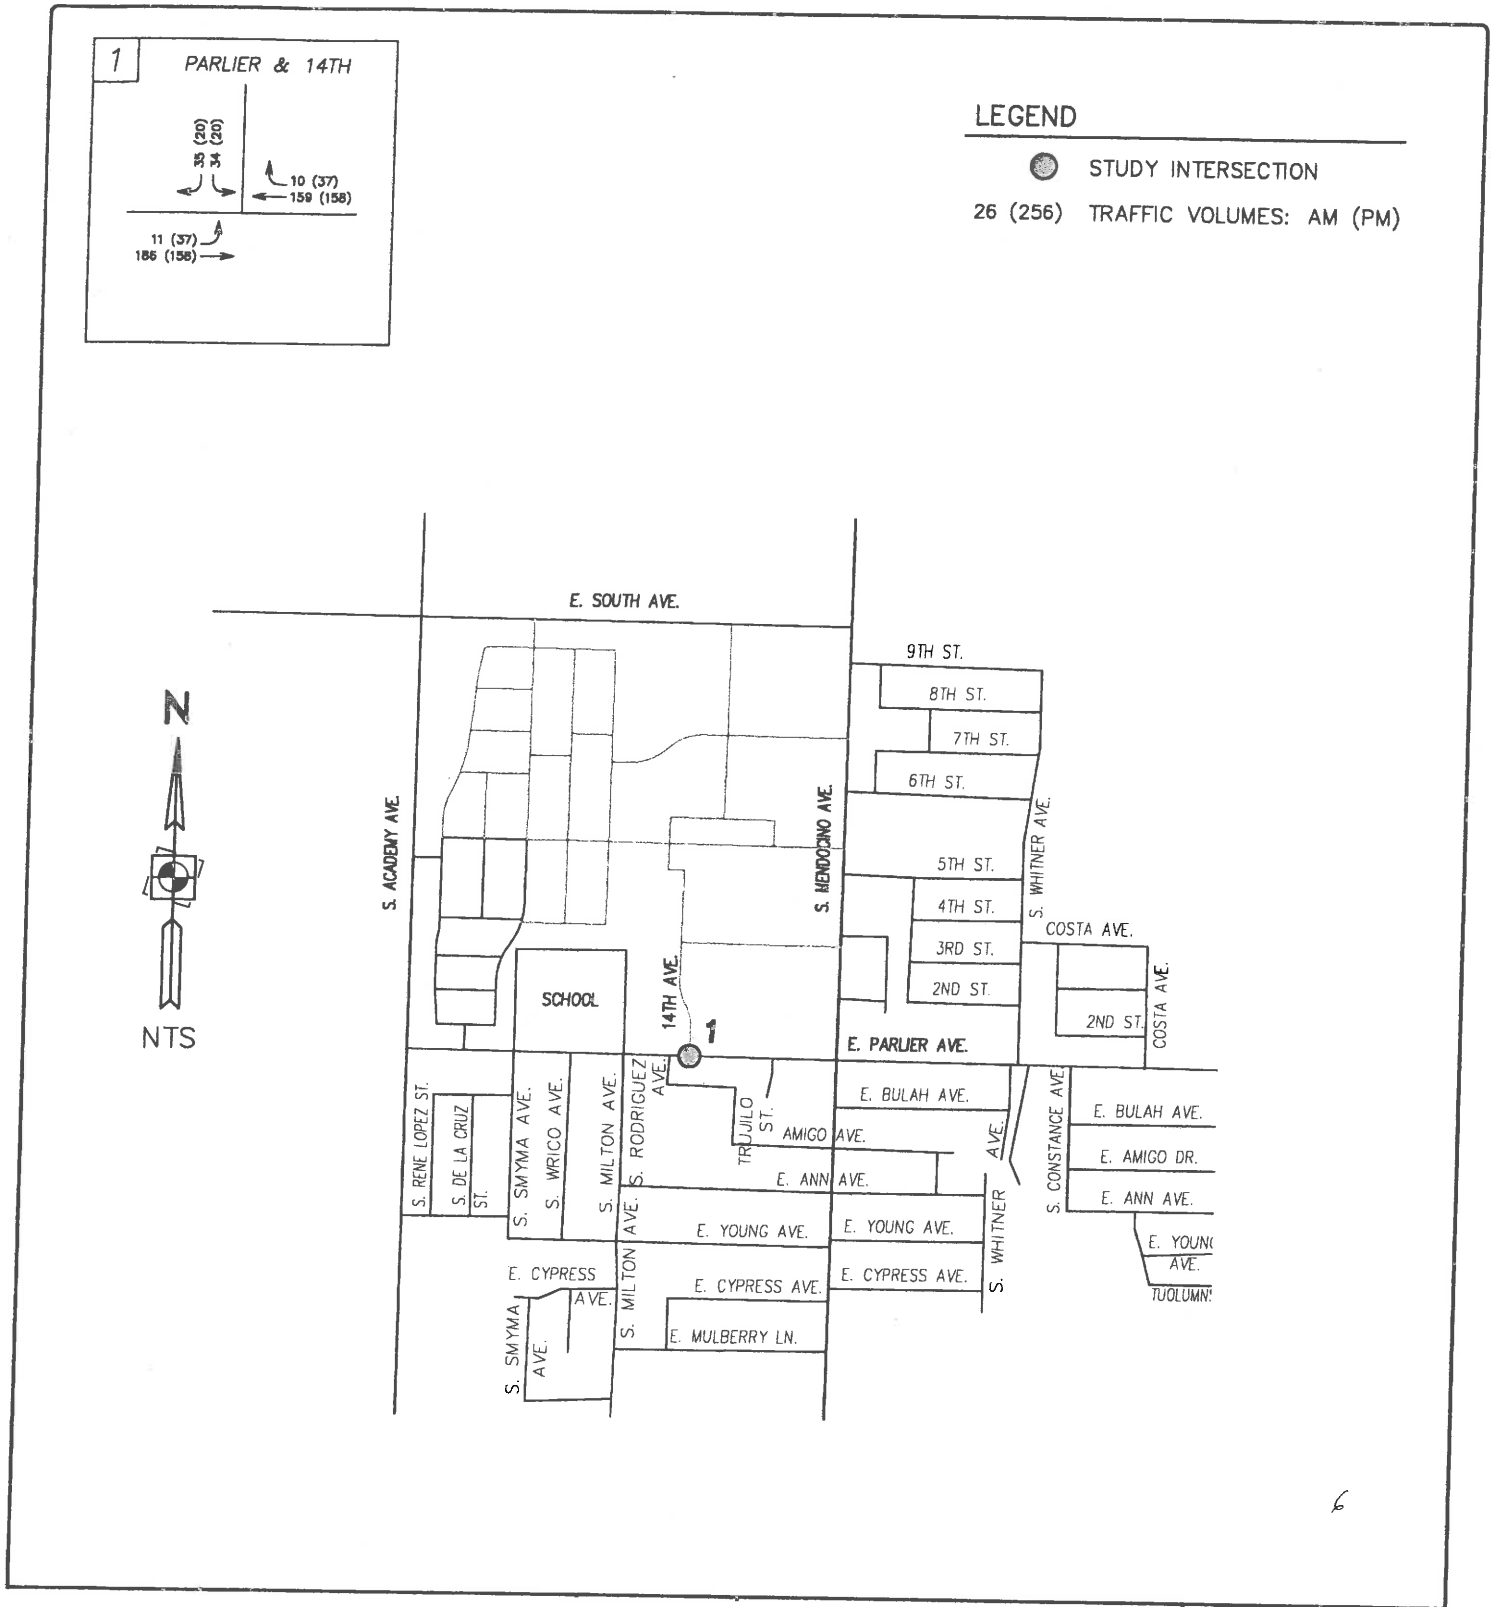 1
PARLIER & 14TH
35 (20)
34 (20)
10 (37)
159 (158)
11 (37)
186 (158)
LEGEND
STUDY INTERSECTION
26 (256) TRAFFIC VOLUMES: AM (PM)
E. SOUTH AVE.
9TH ST.
8TH ST.
7TH ST.
6TH ST.
5TH ST.
4TH ST.
3RD ST.
2ND ST.
N
NTS
S. ACADEMY AVE.
S. MENDOCINO AVE.
S. WHITNER AVE.
COSTA AVE.
COSTA AVE.
2ND ST.
SCHOOL
14TH AVE.
1
E. PARLIER AVE.
S. RENE LOPEZ ST.
S. DE LA CRUZ
ST.
S. SMYMA AVE.
S. WRICO AVE.
S. MILTON AVE.
S. RODRIGUEZ
AVE.
TRUJILO
ST.
E. BULAH AVE.
AMIGO AVE.
E. ANN AVE.
S. WHITNER
AVE.
S. CONSTANCE AVE.
E. BULAH AVE.
E. AMIGO DR.
E. ANN AVE.
E. YOUNG
AVE.
TUOLUMN
E. YOUNG AVE.
E. YOUNG AVE.
E. CYPRESS
AVE.
S. MILTON AVE.
E. CYPRESS AVE.
E. CYPRESS AVE.
S. SMYMA
AVE.
E. MULBERRY LN.
6